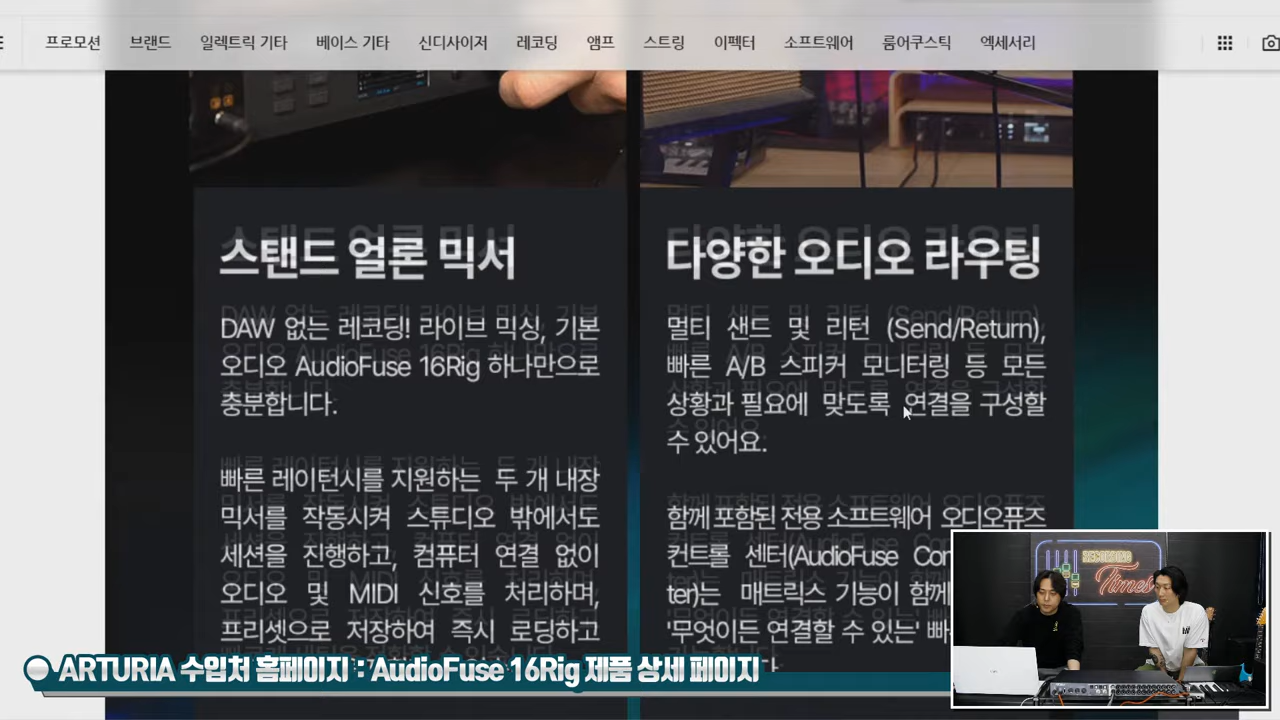 프로모션 브랜드 일렉트릭 기타 베이스 기타 신디사이저 레코딩 앰프 스트링 이펙터 소프트웨어 룸어쿠스틱 엑세서리
스탠드 얼론 믹서
DAW 없는 레코딩! 라이브 믹싱, 기본
오디오 AudioFuse 16Rig 하나만으로
충분합니다.
빠른 레이턴시를 지원하는 두 개 내장
믹서를 작동시켜 스튜디오 밖에서도
세션을 진행하고, 컴퓨터 연결 없이
오디오 및 MIDI 신호를 처리하며,
프리셋으로 저장하여 즉시 로딩하고
다양한 오디오 라우팅
멀티 샌드 및 리턴 (Send/Return),
빠른 A/B 스피커 모니터링 등 모든
상황과 필요에 맞도록 연결을 구성할
수 있어요.
함께 포함된 전용 소프트웨어 오디오퓨즈
컨트롤 센터(AudioFuse Con
ter)는 매트릭스 기능이 함께
'무엇이든 연결할 수 있는' 빠
Times
ARTURIA 수입처 홈페이지 : AudioFuse 16Rig 제품 상세 페이지